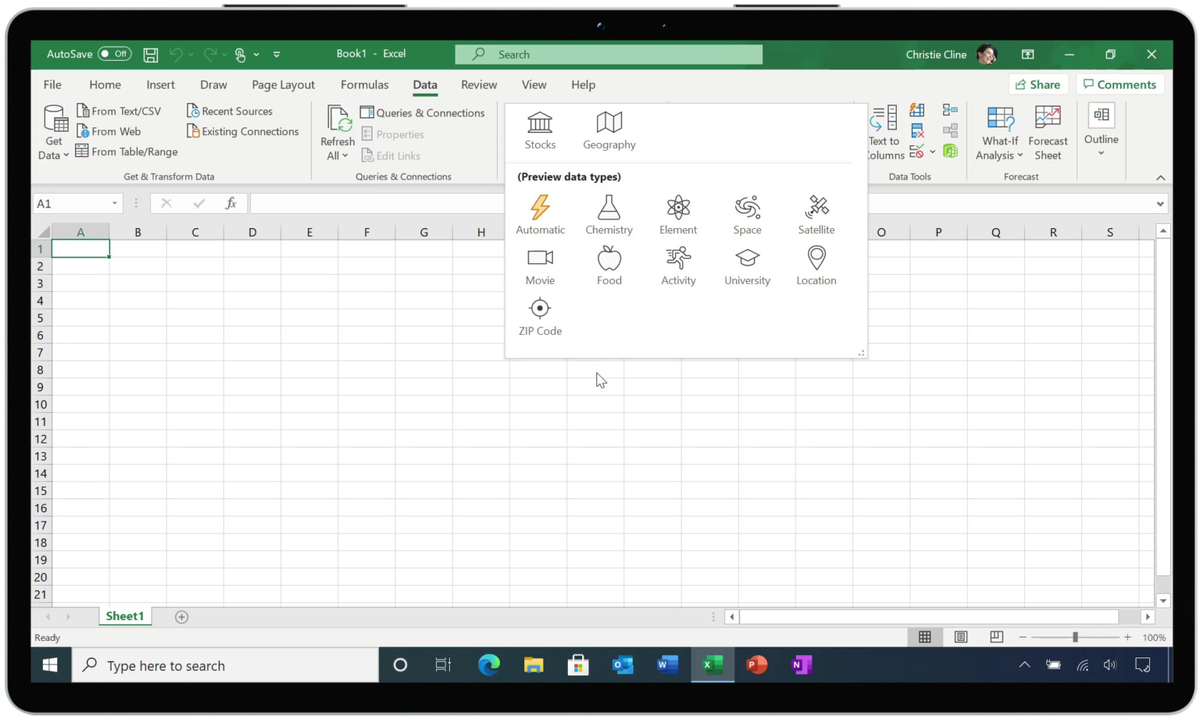 AutoSave Off Book1 - Excel Search Christie Cline
File Home Insert Draw Page Layout Formulas Data Review View Help Share Comments
Get Data
From Text/CSV
From Web
From Table/Range
Recent Sources
Existing Connections
Get & Transform Data
Refresh All
Queries & Connections
Properties
Edit Links
Queries & Connections
Stocks Geography
(Preview data types)
Automatic Chemistry Element Space Satellite
Movie Food Activity University Location
ZIP Code
Text to
Columns
Data Tools
What-If
Analysis
Forecast
Sheet
Forecast
Outline
A1 fx
A B C D E F G H O P Q R S
1
2
3
4
5
6
7
8
9
10
11
12
13
14
15
16
17
18
19
20
21
Sheet1
Ready 100%
Type here to search